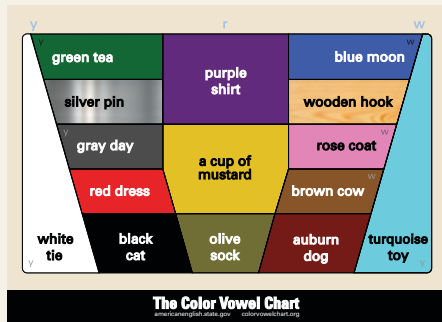 y r w
y
green tea
purple
shirt
w
blue moon
silver pin
wooden hook
y
gray day
a cup of
mustard
w
rose coat
red dress
w
brown cow
white
tie
y
black
cat
olive
sock
auburn
dog
turquoise
toy
y
The Color Vowel Chart
americanenglish.state.gov colorvowelchart.org